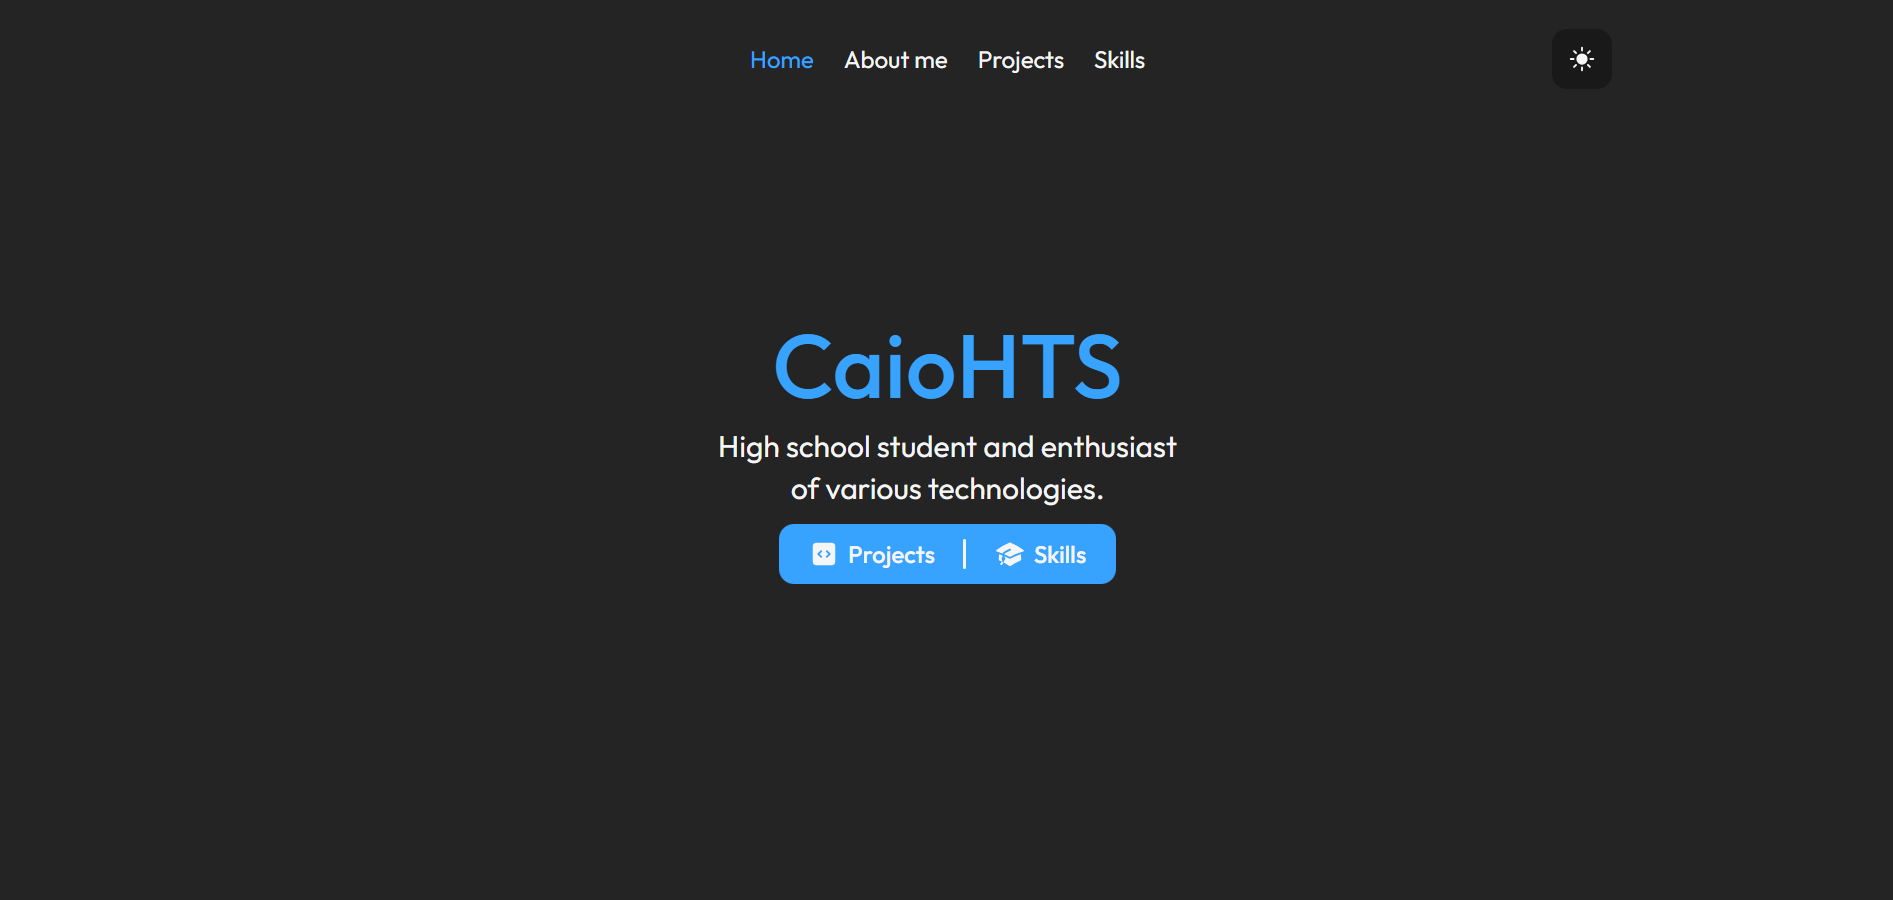 Home About me Projects Skills
CaioHTS
High school student and enthusiast
of various technologies.
Projects Skills